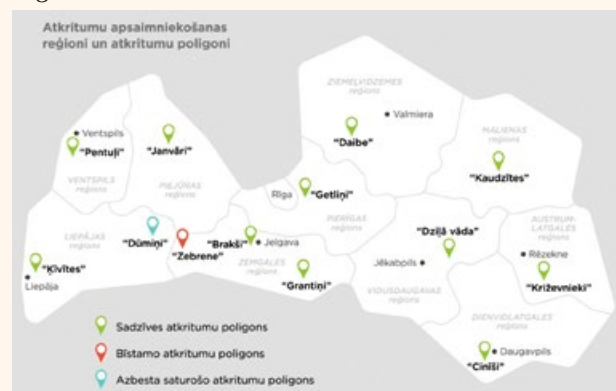 Atkritumu apsaimniekošanas
reģioni un atkritumu poligoni
ZIEMEĻVIDZEMES
reģions
Valmiera
Ventspils
"Pentuļi"
"Janvāri"
"Daibe"
MALIENAS
reģions
"Kaudzītes"
VENTSPILS
reģions
PIEJŪRAS
reģions
Rīga
"Getliņi"
PIERĪGAS
reģions
LIEPĀJAS
reģions
"Dūmiņi"
"Zebrene"
"Brakši"
Jelgava
ZEMGALES
reģions
"Dziļā vāda"
AUSTRUM-
LATGALES
reģions
Rēzekne
"Ķīvītes"
Liepāja
"Grantiņi"
Jēkabpils
VIDUSDAUGAVAS
reģions
"Križevnieki"
DIENVIDLATGALES
reģions
Daugavpils
"Cinīši"
Sadzīves atkritumu poligons
Bīstamo atkritumu poligons
Azbesta saturošo atkritumu poligons